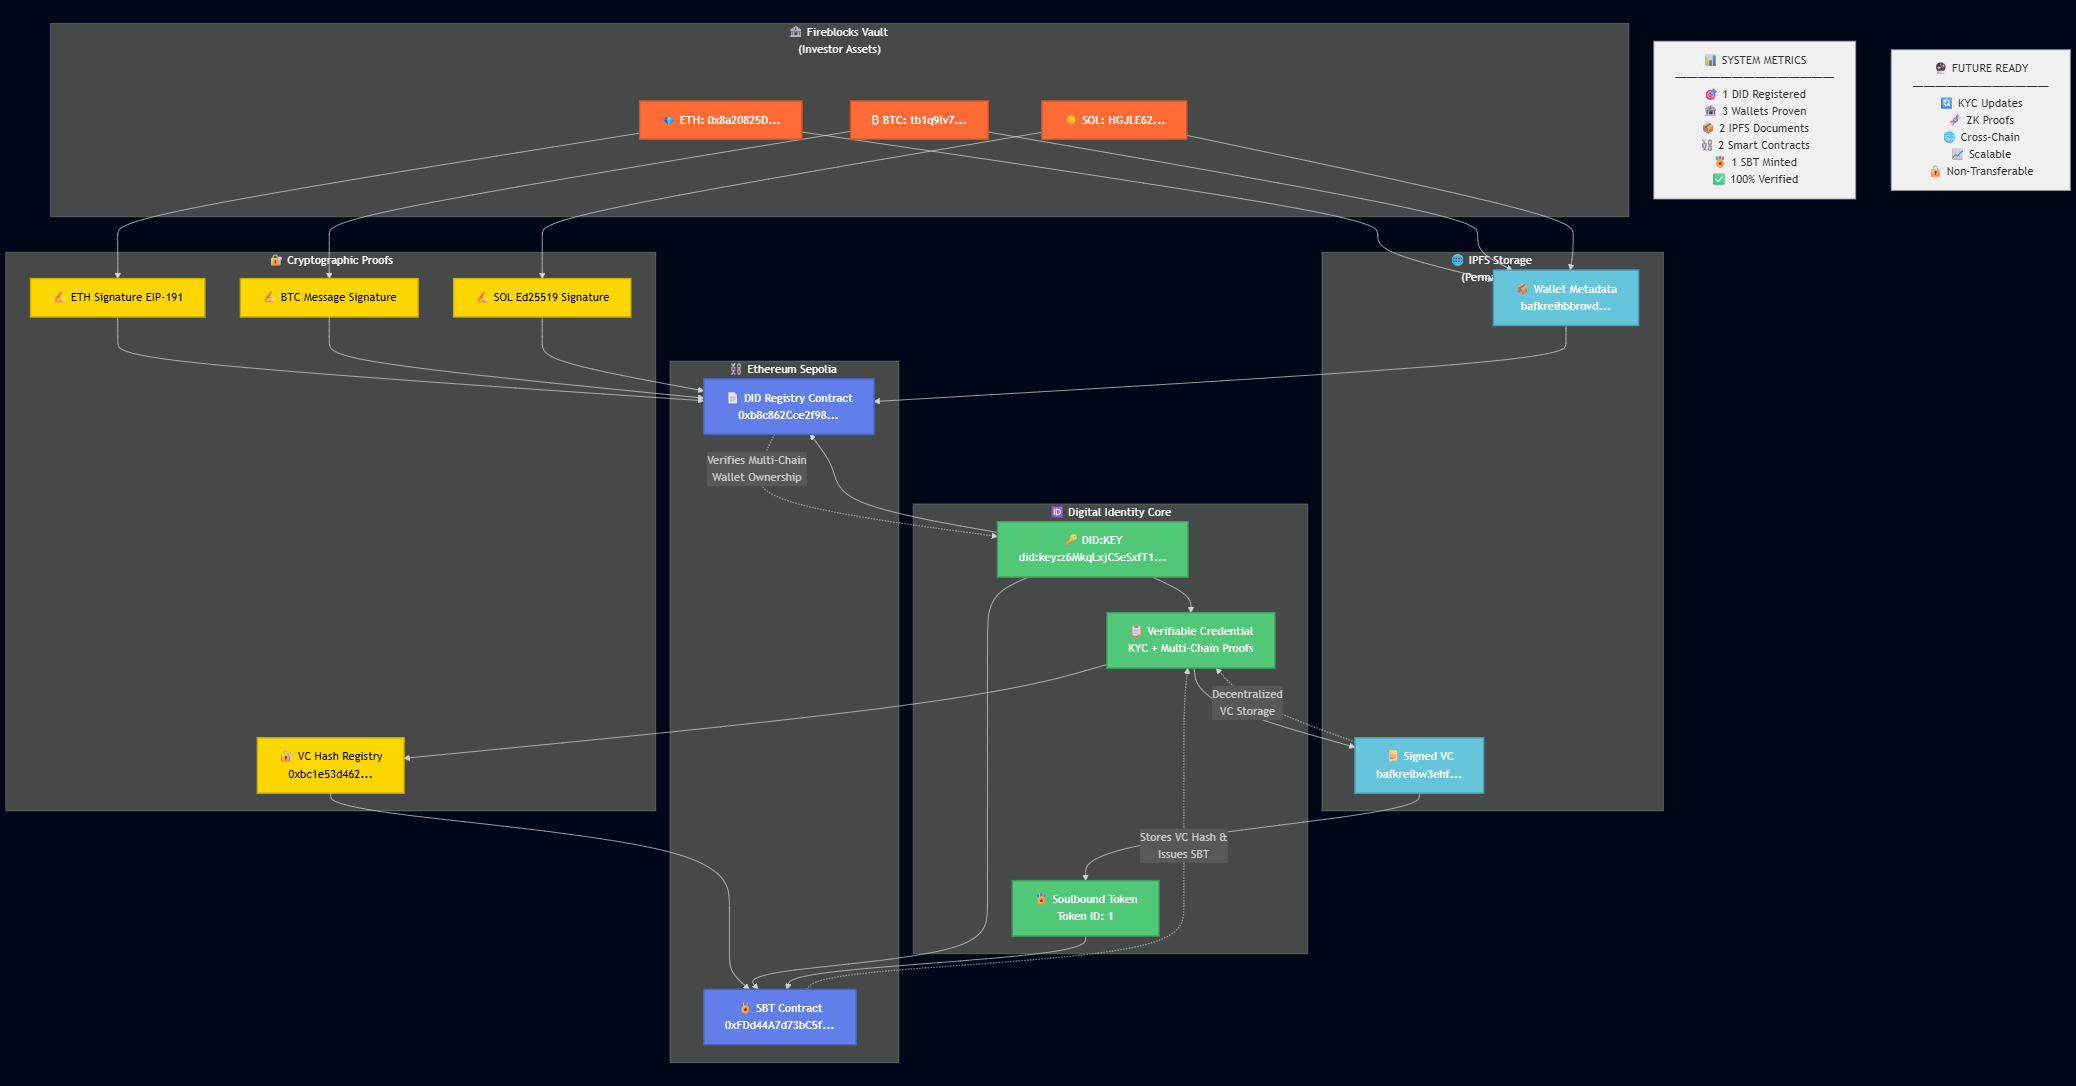 🏦 Fireblocks Vault
(Investor Assets)
💎 ETH: 0x8a20825D...
₿ BTC: tb1q9lv7...
☀️ SOL: HGJLE62...
📊 SYSTEM METRICS
━━━━━━━━━━━━━━━
🎯 1 DID Registered
🏦 3 Wallets Proven
📦 2 IPFS Documents
⛓️ 2 Smart Contracts
🏅 1 SBT Minted
✅ 100% Verified
🔮 FUTURE READY
━━━━━━━━━━━━━
🔄 KYC Updates
🧬 ZK Proofs
🌐 Cross-Chain
📈 Scalable
🔒 Non-Transferable
🔐 Cryptographic Proofs
✍️ ETH Signature EIP-191
✍️ BTC Message Signature
✍️ SOL Ed25519 Signature
🌐 IPFS Storage
📦 Wallet Metadata
bafkreihbbrovd...
⛓️ Ethereum Sepolia
📄 DID Registry Contract
0xb8c862Cce2f98...
Verifies Multi-Chain
Wallet Ownership
🆔 Digital Identity Core
🔑 DID:KEY
did:key:z6MkqLxjCSeSxfT1...
📋 Verifiable Credential
KYC + Multi-Chain Proofs
Decentralized
VC Storage
🔐 VC Hash Registry
0xbc1e53d462...
📜 Signed VC
bafkreibw3ehf...
Stores VC Hash &
Issues SBT
🏅 Soulbound Token
Token ID: 1
🏅 SBT Contract
0xFDd44A7d73bC5f...